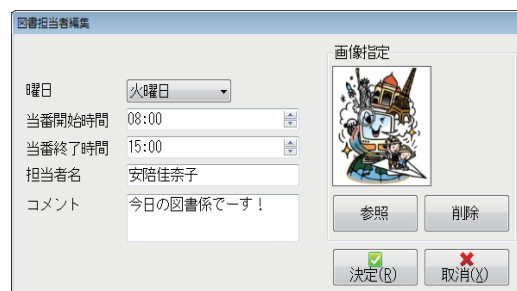 図書担当者編集
画像指定
曜日 火曜日
当番開始時間 08:00
当番終了時間 15:00
担当者名 安陪佳奈子
コメント 今日の図書係でーす！
参照 削除
決定(R) 取消(X)